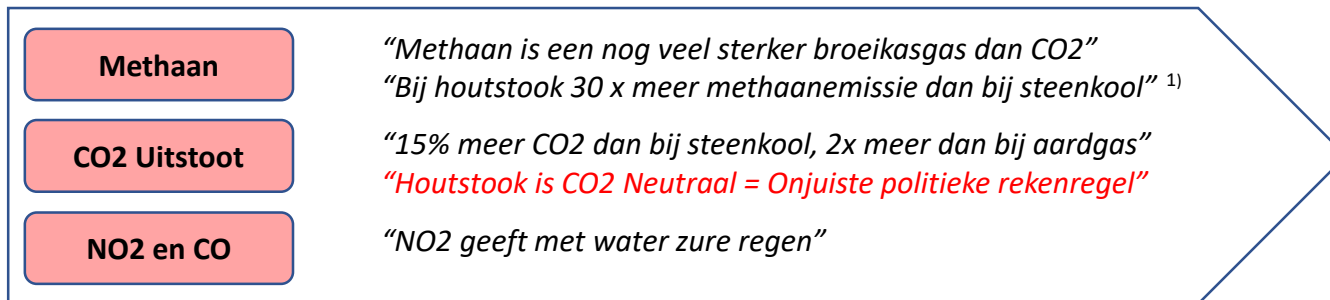 Methaan
“Methaan is een nog veel sterker broeikasgas dan CO2”
“Bij houtstook 30 x meer methaanemissie dan bij steenkool” 1)
CO2 Uitstoot
“15% meer CO2 dan bij steenkool, 2x meer dan bij aardgas”
“Houtstook is CO2 Neutraal = Onjuiste politieke rekenregel”
NO2 en CO
“NO2 geeft met water zure regen”